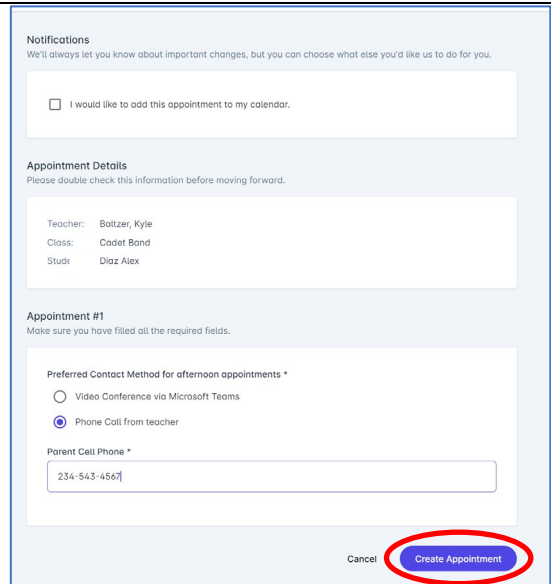 Notifications
We'll always let you know about important changes, but you can choose what else you'd like us to do for you.
I would like to add this appointment to my calendar.
Appointment Details
Please double check this information before moving forward.
Teacher: Baltzer, Kyle
Class: Cadet Band
Stude Diaz Alex
Appointment #1
Make sure you have filled all the required fields.
Preferred Contact Method for afternoon appointments *
Video Conference via Microsoft Teams
Phone Call from teacher
Parent Cell Phone *
234-543-4567
Cancel Create Appointment